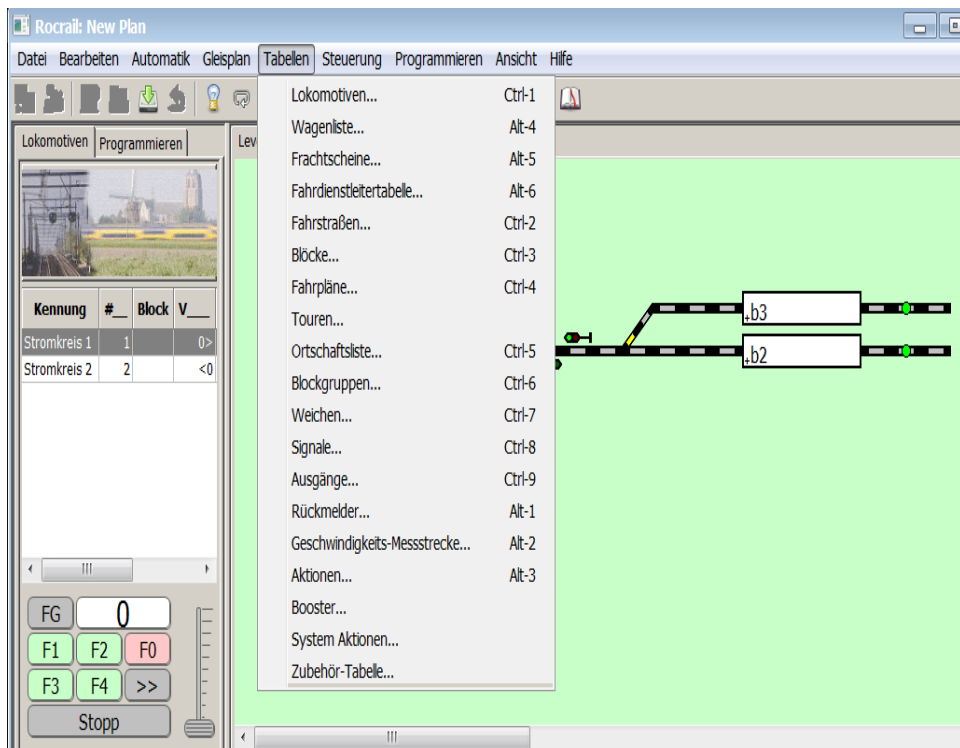 Rocrail: New Plan
Datei Bearbeiten Automatik Gleisplan Tabellen Steuerung Programmieren Ansicht Hilfe
Lokomotiven Programmieren
Lev
Lokomotiven... Ctrl-1
Wagenliste... Alt-4
Frachtscheine... Alt-5
Fahrdienstleitertabelle... Alt-6
Fahrstraßen... Ctrl-2
Blöcke... Ctrl-3
Fahrpläne... Ctrl-4
Touren...
Ortschaftsliste... Ctrl-5
Blockgruppen... Ctrl-6
Weichen... Ctrl-7
Signale... Ctrl-8
Ausgänge... Ctrl-9
Rückmelder... Alt-1
Geschwindigkeits-Messstrecke... Alt-2
Aktionen... Alt-3
Booster...
System Aktionen...
Zubehör-Tabelle...
Kennung #__ Block V___
Stromkreis 1 1 0>
Stromkreis 2 2 <0
FG 0
F1 F2 F0
F3 F4 >>
Stopp
+b3
+b2